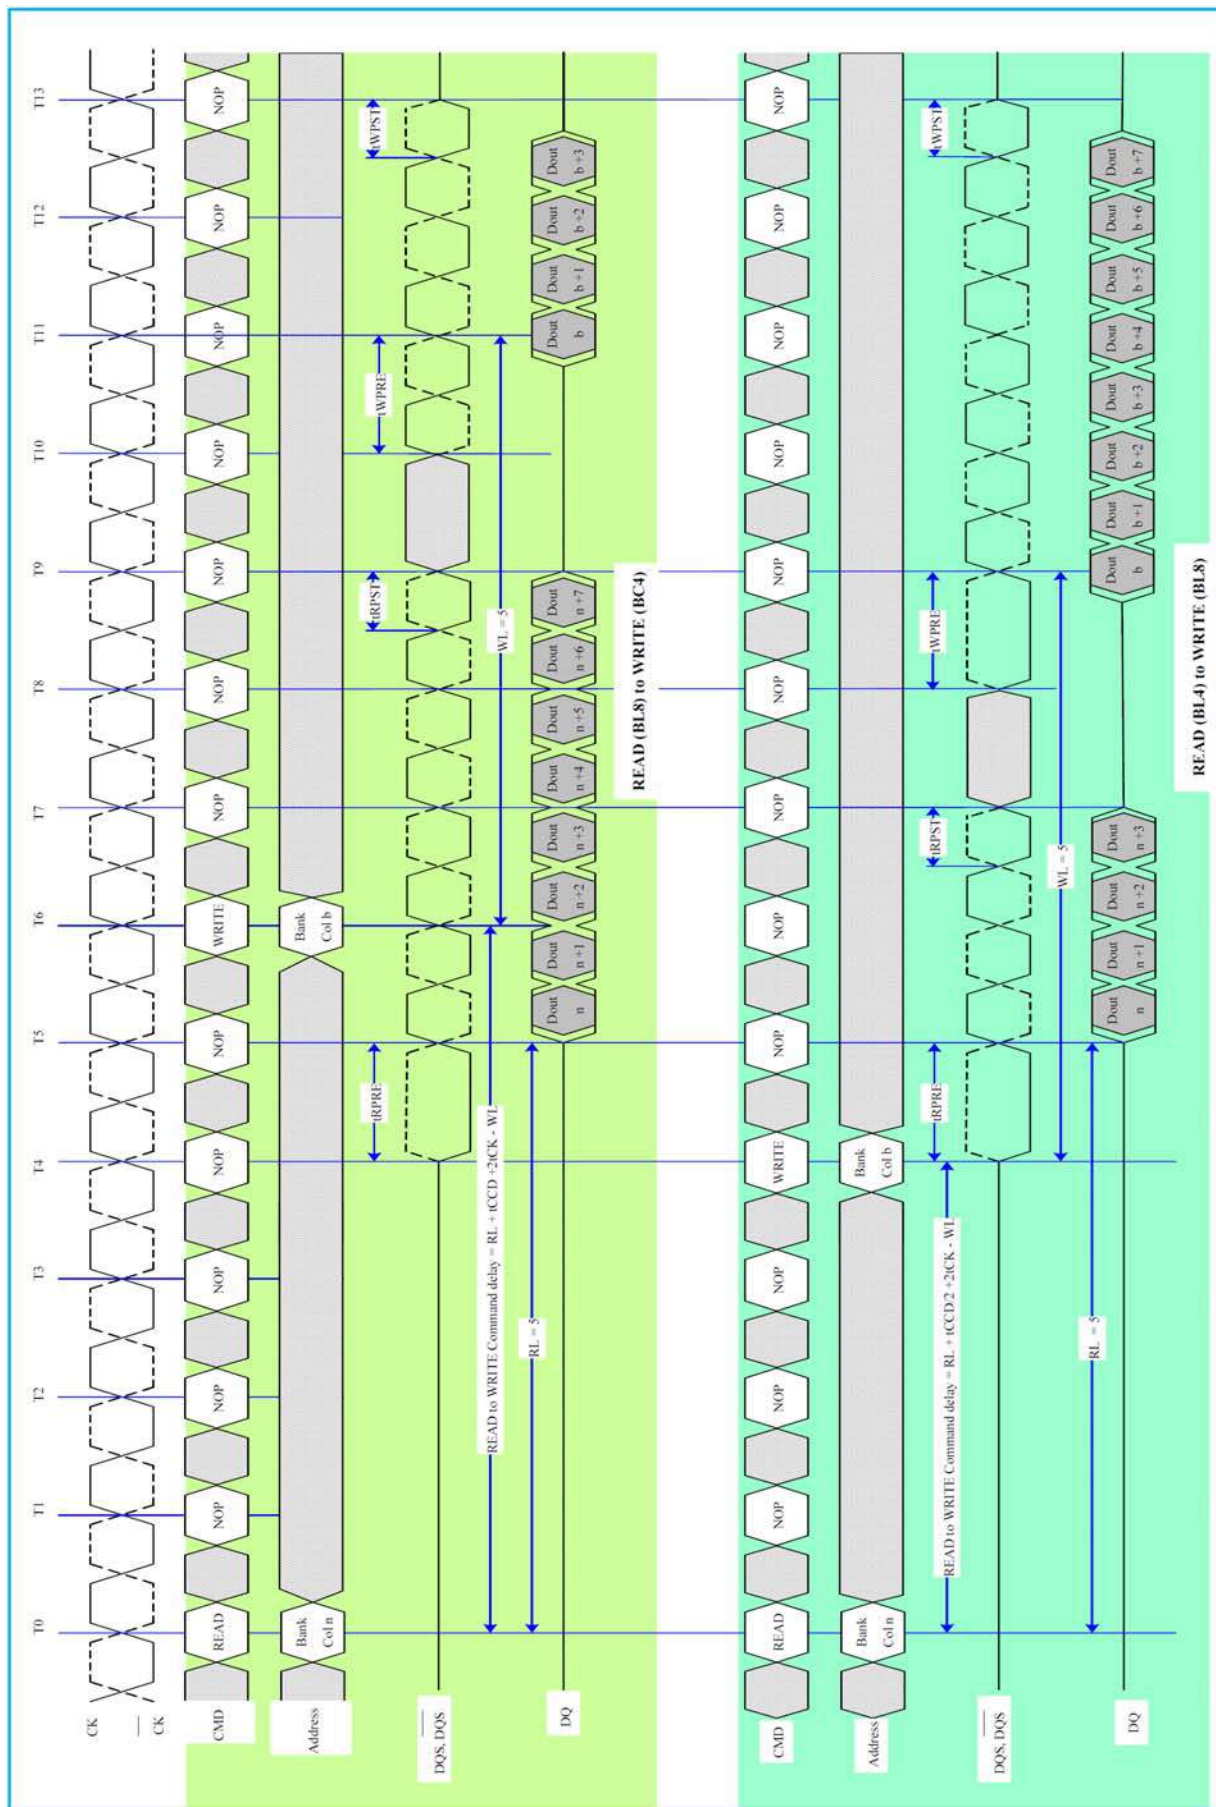 T0 T1 T2 T3 T4 T5 T6 T7 T8 T9 T10 T11 T12 T13
CK
CK
CMD READ NOP NOP NOP NOP NOP WRITE NOP NOP NOP NOP NOP NOP NOP
Address Bank Bank
Col n Col b
tRPRE tRPST tWPRE tWPST
DQS, DQS
READ to WRITE Command delay = RL + tCCD +2tCK - WL WL = 5
RL = 5
DQ Dout Dout Dout Dout Dout Dout Dout Dout Dout Dout Dout Dout
n n +1 n +2 n +3 n +4 n +5 n +6 n +7 b b +1 b +2 b +3
READ (BL8) to WRITE (BC4)
CMD READ NOP NOP NOP WRITE NOP NOP NOP NOP NOP NOP NOP NOP NOP
Address Bank Bank
Col n Col b
READ to WRITE Command delay = RL + tCCD/2 +2tCK - WL tRPRE tRPST tWPRE tWPST
DQS, DQS
WL = 5
RL = 5
DQ Dout Dout Dout Dout Dout Dout Dout Dout Dout Dout Dout Dout
n n +1 n +2 n +3 b b +1 b +2 b +3 b +4 b +5 b +6 b +7
READ (BL4) to WRITE (BL8)